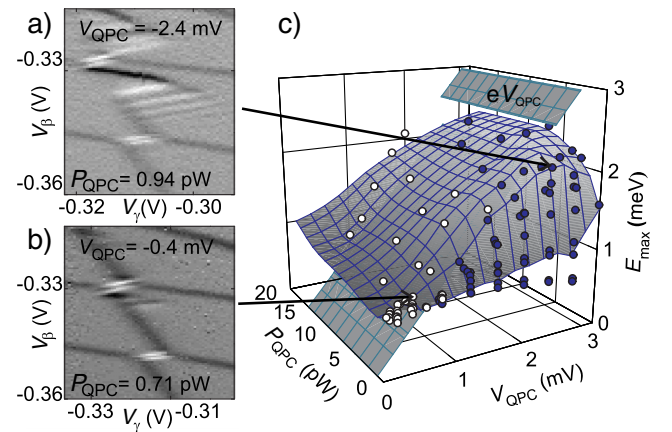 a)
V_QPC = -2.4 mV
-0.33
V_β (V)
-0.36
P_QPC= 0.94 pW
-0.32
V_γ(V)
-0.30
b)
V_QPC = -0.4 mV
-0.33
V_β (V)
-0.36
P_QPC= 0.71 pW
-0.33
V_γ (V)
-0.31
c)
eV_QPC
3
2
1
0
E_max (meV)
20
15
10
5
0
P_QPC (pW)
0
1
2
3
V_QPC (mV)